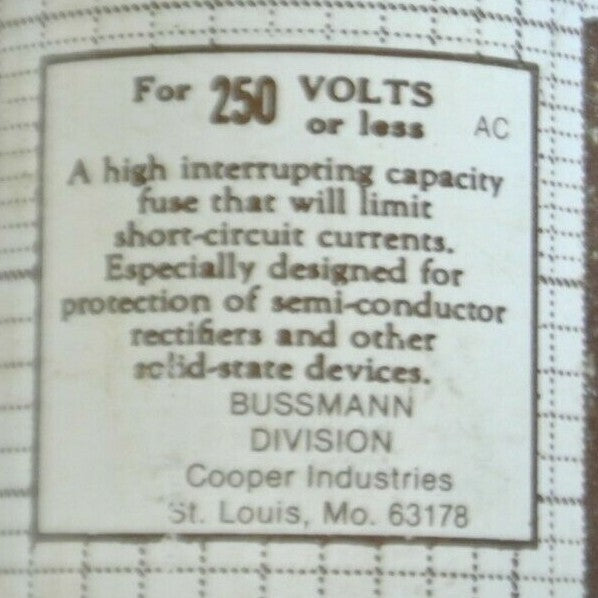 For 250 VOLTS
or less AC
A high interrupting capacity
fuse that will limit
short-circuit currents.
Especially designed for
protection of semi-conductor
rectifiers and other
solid-state devices.
BUSSMANN
DIVISION
Cooper Industries
St. Louis, Mo. 63178